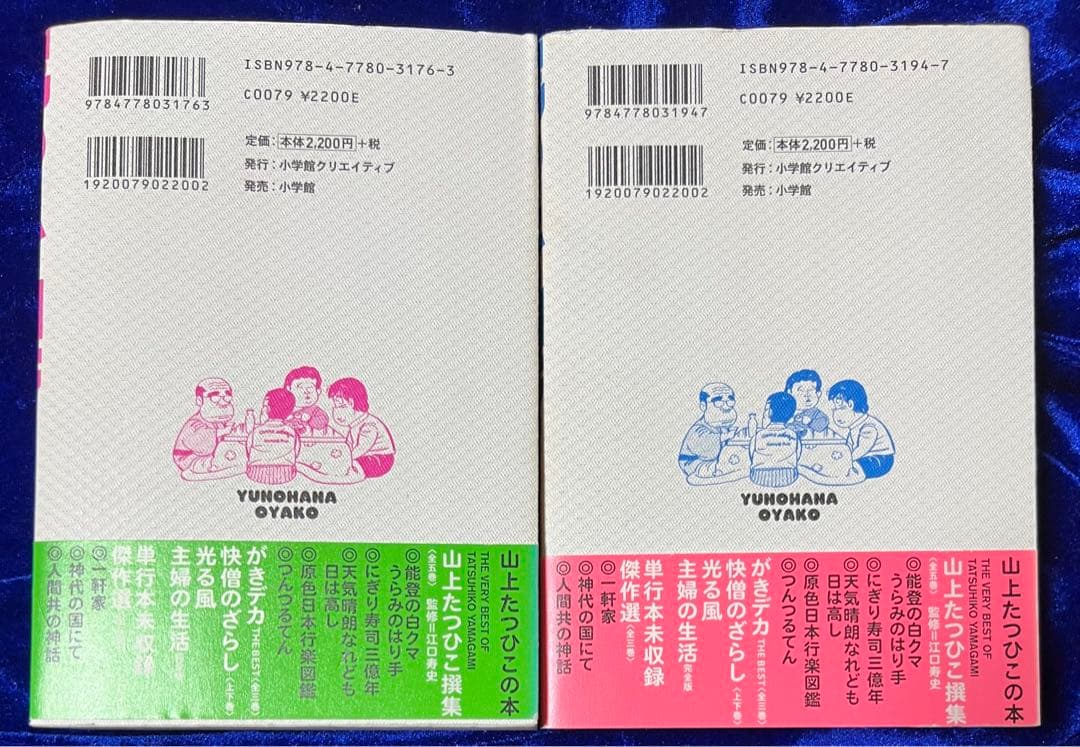 ISBN978-4-7780-3176-3
9784778031763
C0079 ¥2200E
1920079022002
定価：本体2,200円+税
発行：小学館クリエイティブ
発売：小学館
YUNOHANA
OYAKO
山上たつひこの本
THE VERY BEST OF
TATSUHIKO YAMAGAMI
山上たつひこ撰集
〈全五巻〉 監修=江口寿史
◎能登の白クマ
うらみのはり手
◎にぎり寿司三億年
◎天気晴朗なれども
日は高し
◎原色日本行楽図鑑
◎つんつるてん
がきデカ THE BEST〈全三巻〉
快僧のざらし〈上下巻〉
光る風
主婦の生活
単行本未収録
傑作選
◎一軒家
◎神代の国にて
◎人間共の神話
ISBN978-4-7780-3194-7
9784778031947
C0079 ¥2200E
1920079022002
定価：本体2,200円+税
発行：小学館クリエイティブ
発売：小学館
YUNOHANA
OYAKO
山上たつひこの本
THE VERY BEST OF
TATSUHIKO YAMAGAMI
山上たつひこ撰集
〈全五巻〉 監修=江口寿史
◎能登の白クマ
うらみのはり手
◎にぎり寿司三億年
◎天気晴朗なれども
日は高し
◎原色日本行楽図鑑
◎つんつるてん
がきデカ THE BEST〈全三巻〉
快僧のざらし〈上下巻〉
光る風
主婦の生活 完全版
単行本未収録
傑作選〈全三巻〉
◎一軒家
◎神代の国にて
◎人間共の神話